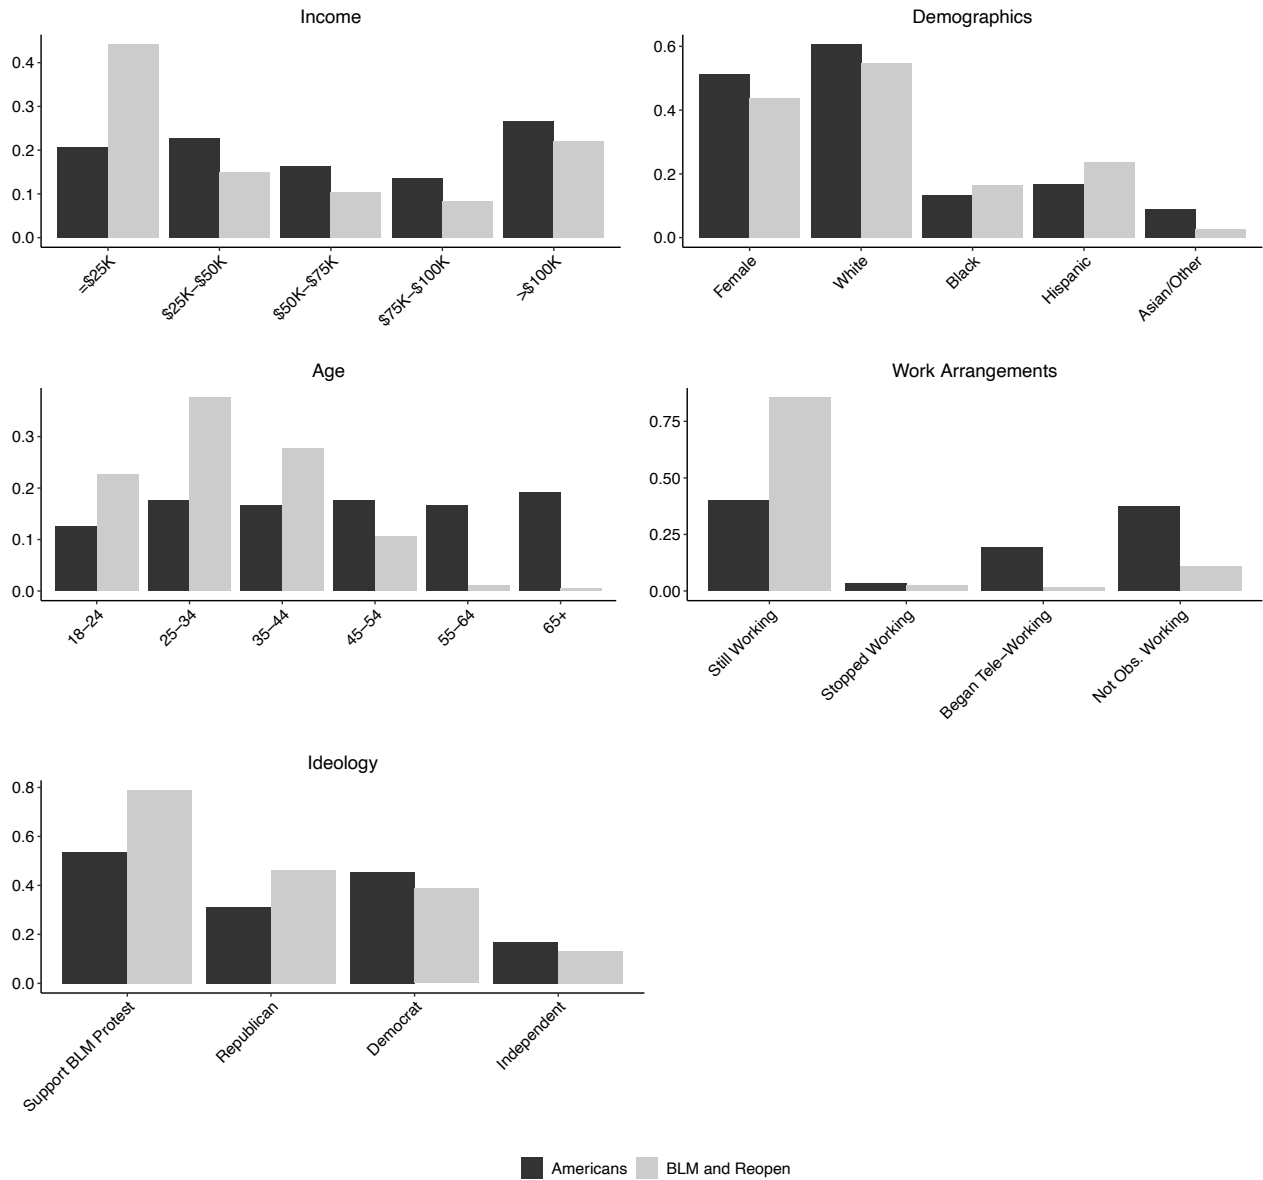 Income
0.4
0.3
0.2
0.1
0.0
=$25K
$25K–$50K
$50K–$75K
$75K–$100K
>$100K
Demographics
0.6
0.4
0.2
0.0
Female
White
Black
Hispanic
Asian/Other
Age
0.3
0.2
0.1
0.0
18–24
25–34
35–44
45–54
55–64
65+
Work Arrangements
0.75
0.50
0.25
0.00
Still Working
Stopped Working
Began Tele–Working
Not Obs. Working
Ideology
0.8
0.6
0.4
0.2
0.0
Support BLM Protest
Republican
Democrat
Independent
Americans
BLM and Reopen